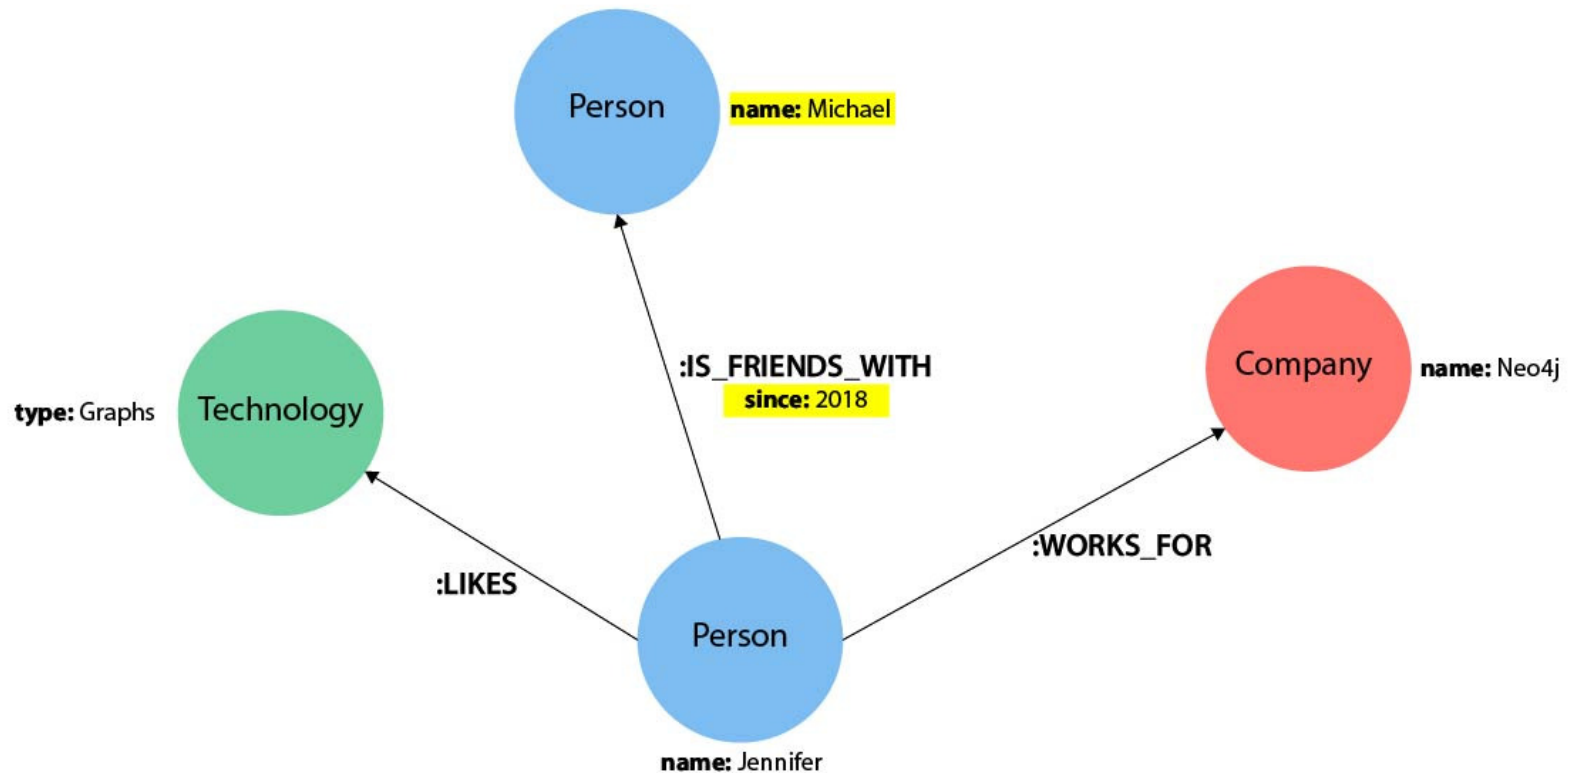 Person
name: Michael
:IS_FRIENDS_WITH
since: 2018
Company
name: Neo4j
type: Graphs
Technology
:WORKS_FOR
:LIKES
Person
name: Jennifer